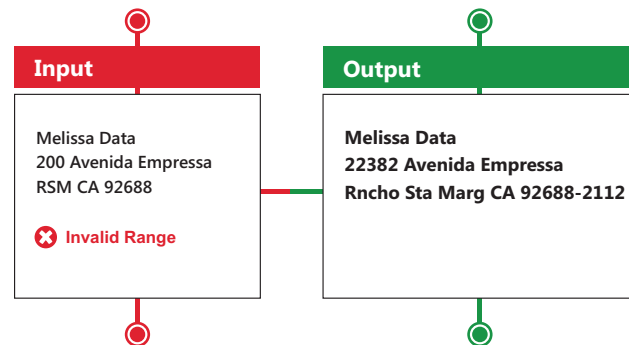 Input
Melissa Data
200 Avenida Empressa
RSM CA 92688
Invalid Range
Output
Melissa Data
22382 Avenida Empressa
Rncho Sta Marg CA 92688-2112